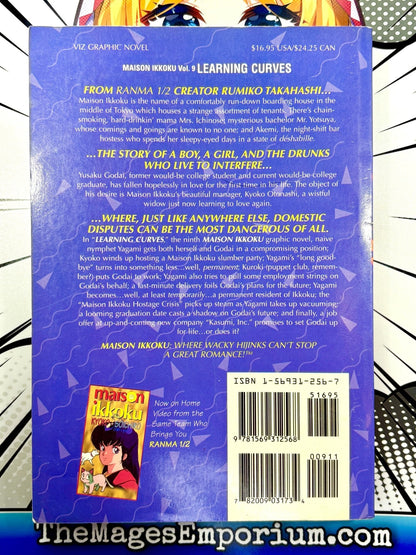 VIZ GRAPHIC NOVEL
$16.95 USA/$24.25 CAN
MAISON IKKOKU Vol. 9 LEARNING CURVES
FROM RANMA 1/2 CREATOR RUMIKO TAKAHASHI...
Maison Ikkoku is the name of a comfortably run-down boarding house in the
middle of Tokyo which houses a strange assortment of tenants. There's chain-
smoking, hard-drinkin' mama Mrs. Ichinose; mysterious bachelor Mr. Yotsuya,
whose comings and goings are known to no one; and Akemi, the night-shift bar
hostess who spends her sleepy-eyed days in a state of déshabille.
...THE STORY OF A BOY, A GIRL, AND THE DRUNKS
WHO LIVE TO INTERFERE...
Yusaku Godai, former would-be college student and current would-be college
graduate, has fallen hopelessly in love for the first time in his life. The object of
his desire is Maison Ikkoku's beautiful manager, Kyoko Otonashi, a wistful
widow just now learning to love again.
...WHERE, JUST LIKE ANYWHERE ELSE, DOMESTIC
DISPUTES CAN BE THE MOST DANGEROUS OF ALL.
In "LEARNING CURVES," the ninth MAISON IKKOKU graphic novel, naive
nymphet Yagami gets both herself and Godai in a compromising position;
Kyoko winds up hosting a Maison Ikkoku slumber party; Yagami's "long good-
bye" turns into something less...well, permanent; Kuroki (puppet club, remem-
ber?) puts Godai to work; Yagami also tries to pull some employment strings on
Godai's behalf; a last-minute delivery foils Godai's plans for the future; Yagami
becomes...well, at least temporarily...a permanent resident of Ikkoku; the
"Maison Ikkoku Hostage Crisis" picks up steam as Yagami takes up vacuuming;
a looming graduation date casts a shadow on Godai's future; and finally, a job
offer at up-and-coming new company "Kasumi, Inc." promises to set Godai up
for-life...or does it?
MAISON IKKOKU: WHERE WACKY HIJINKS CAN'T STOP
A GREAT ROMANCE!™
maison
ikkoku
Now on Home
Video from the
Same Team Who
Brings You
RANMA 1/2
ISBN 1-56931-256-7
51695
9 781569 312568
00911
7 82009 03173 4
TheMagesEmporium.com